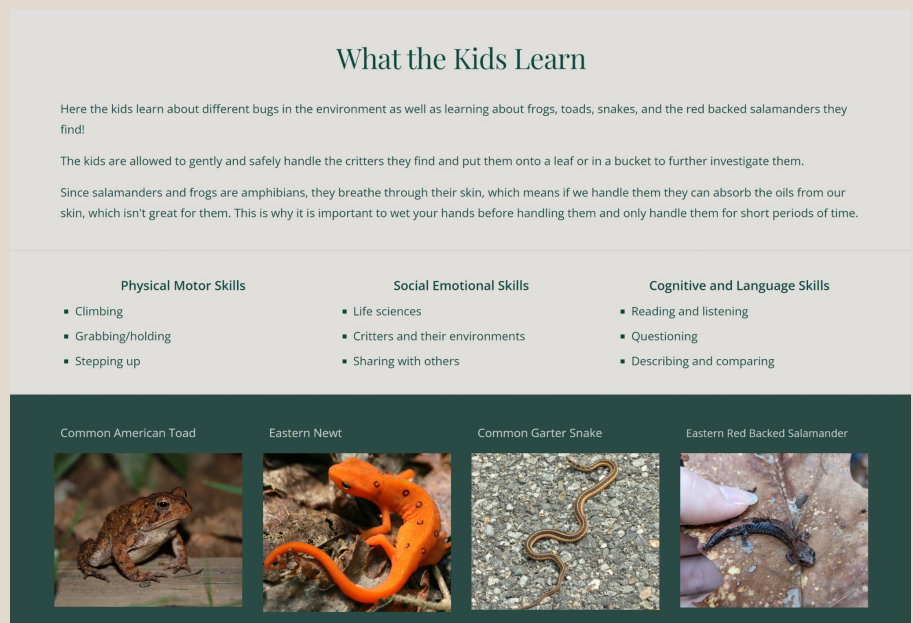 What the Kids Learn
Here the kids learn about different bugs in the environment as well as learning about frogs, toads, snakes, and the red backed salamanders they
find!
The kids are allowed to gently and safely handle the critters they find and put them onto a leaf or in a bucket to further investigate them.
Since salamanders and frogs are amphibians, they breathe through their skin, which means if we handle them they can absorb the oils from our
skin, which isn't great for them. This is why it is important to wet your hands before handling them and only handle them for short periods of time.
Physical Motor Skills
▪ Climbing
▪ Grabbing/holding
▪ Stepping up
Social Emotional Skills
▪ Life sciences
▪ Critters and their environments
▪ Sharing with others
Cognitive and Language Skills
▪ Reading and listening
▪ Questioning
▪ Describing and comparing
Common American Toad
Eastern Newt
Common Garter Snake
Eastern Red Backed Salamander